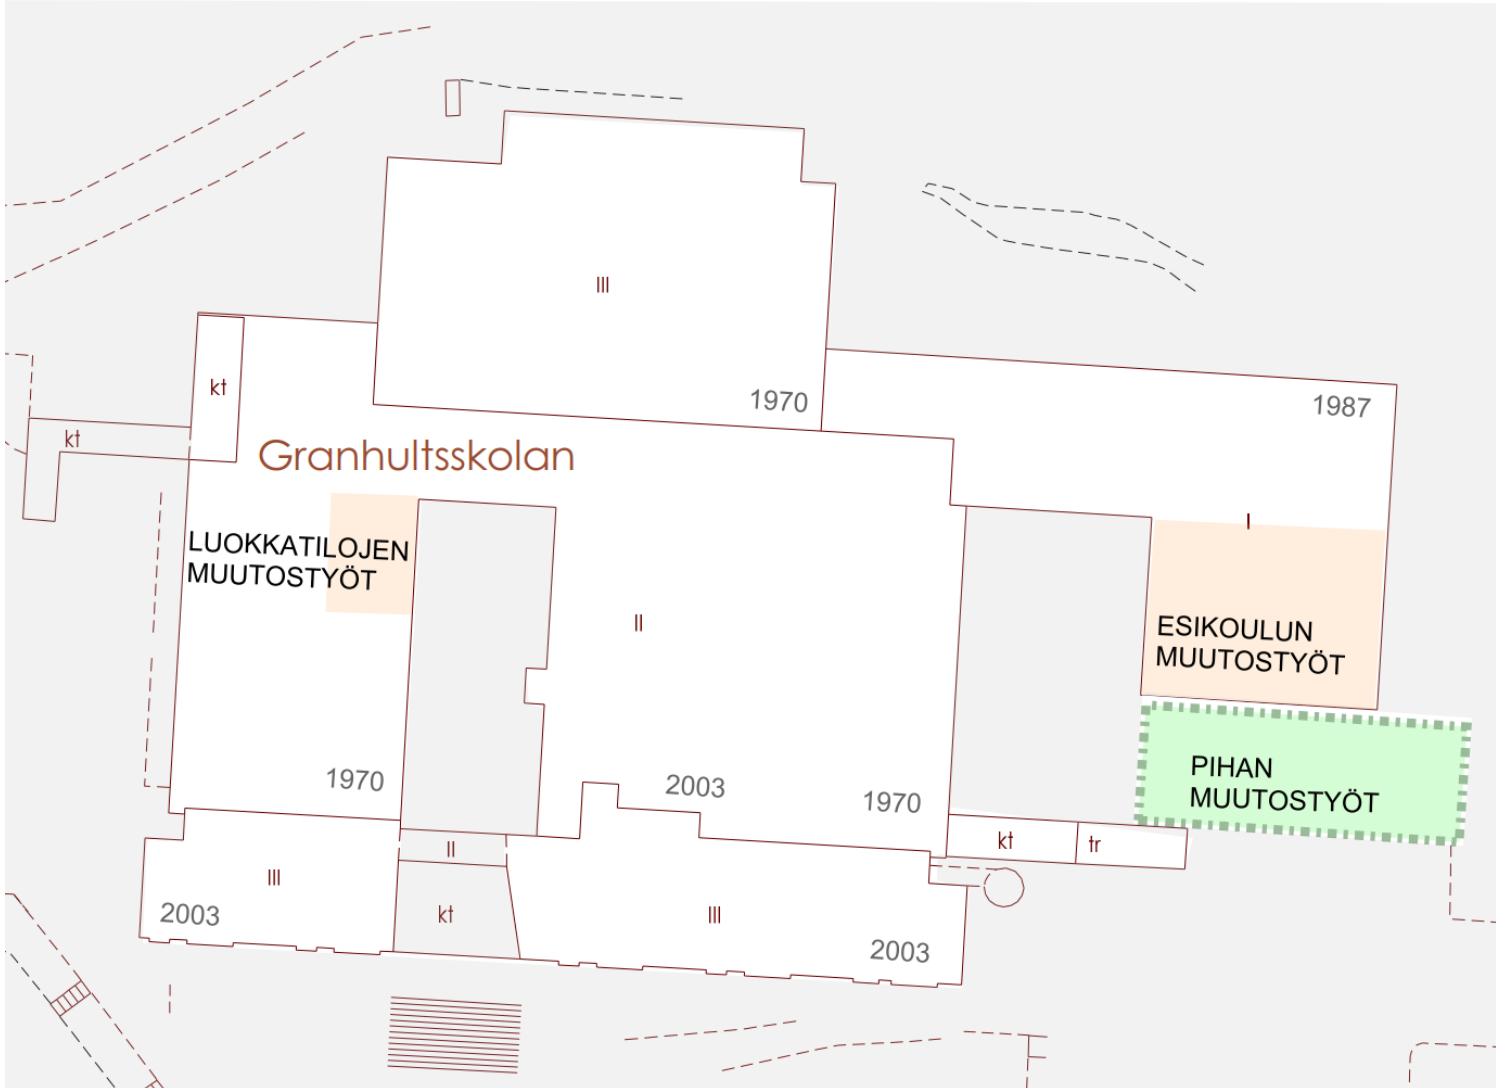 III
1970
1987
kt
kt
Granhultsskolan
I
LUOKKATILOJEN
MUUTOSTYÖT
II
ESIKOULUN
MUUTOSTYÖT
1970
2003
1970
PIHAN
MUUTOSTYÖT
kt
tr
II
III
2003
kt
III
2003